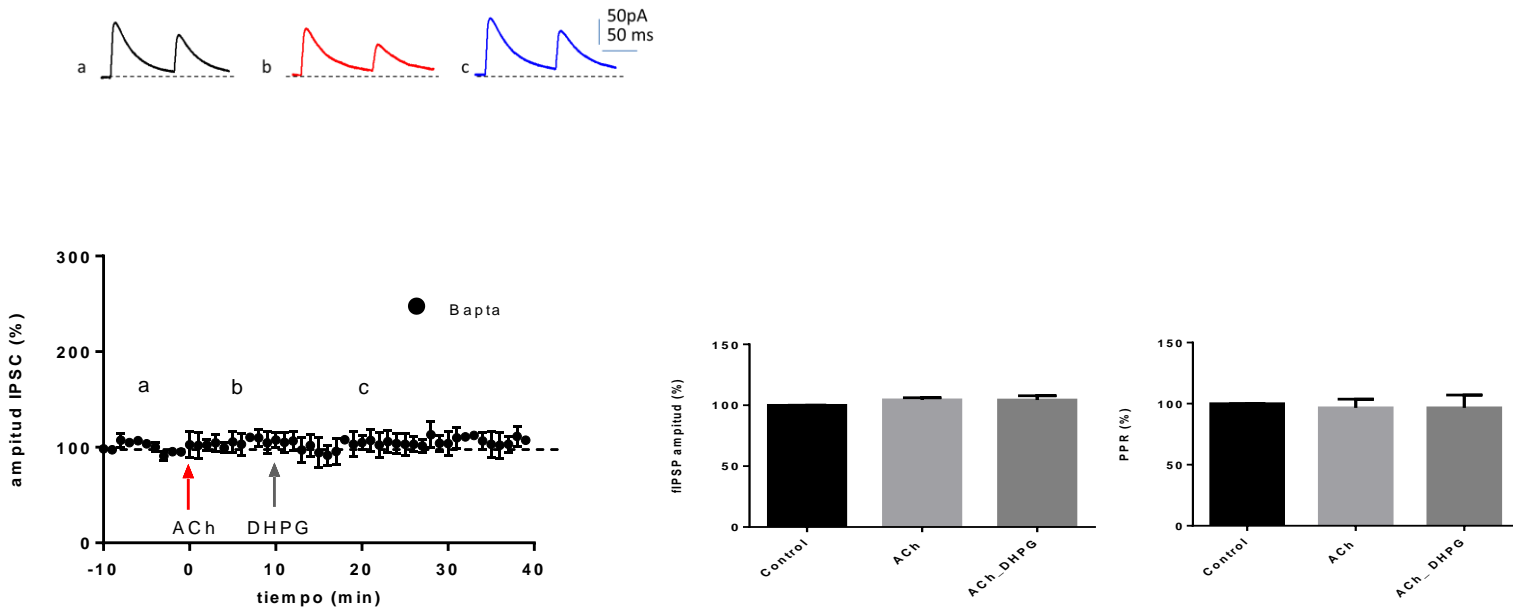 50pA
50 ms
a
b
c
ampitud IPSC (%)
300
200
100
0
Bapta
a
b
c
ACh
DHPG
-10
0
10
20
30
40
tiempo (min)
fIPSP amplitud (%)
150
100
50
0
Control
ACh
ACh_DHPG
PPR (%)
150
100
50
0
Control
ACh
ACh_DHPG